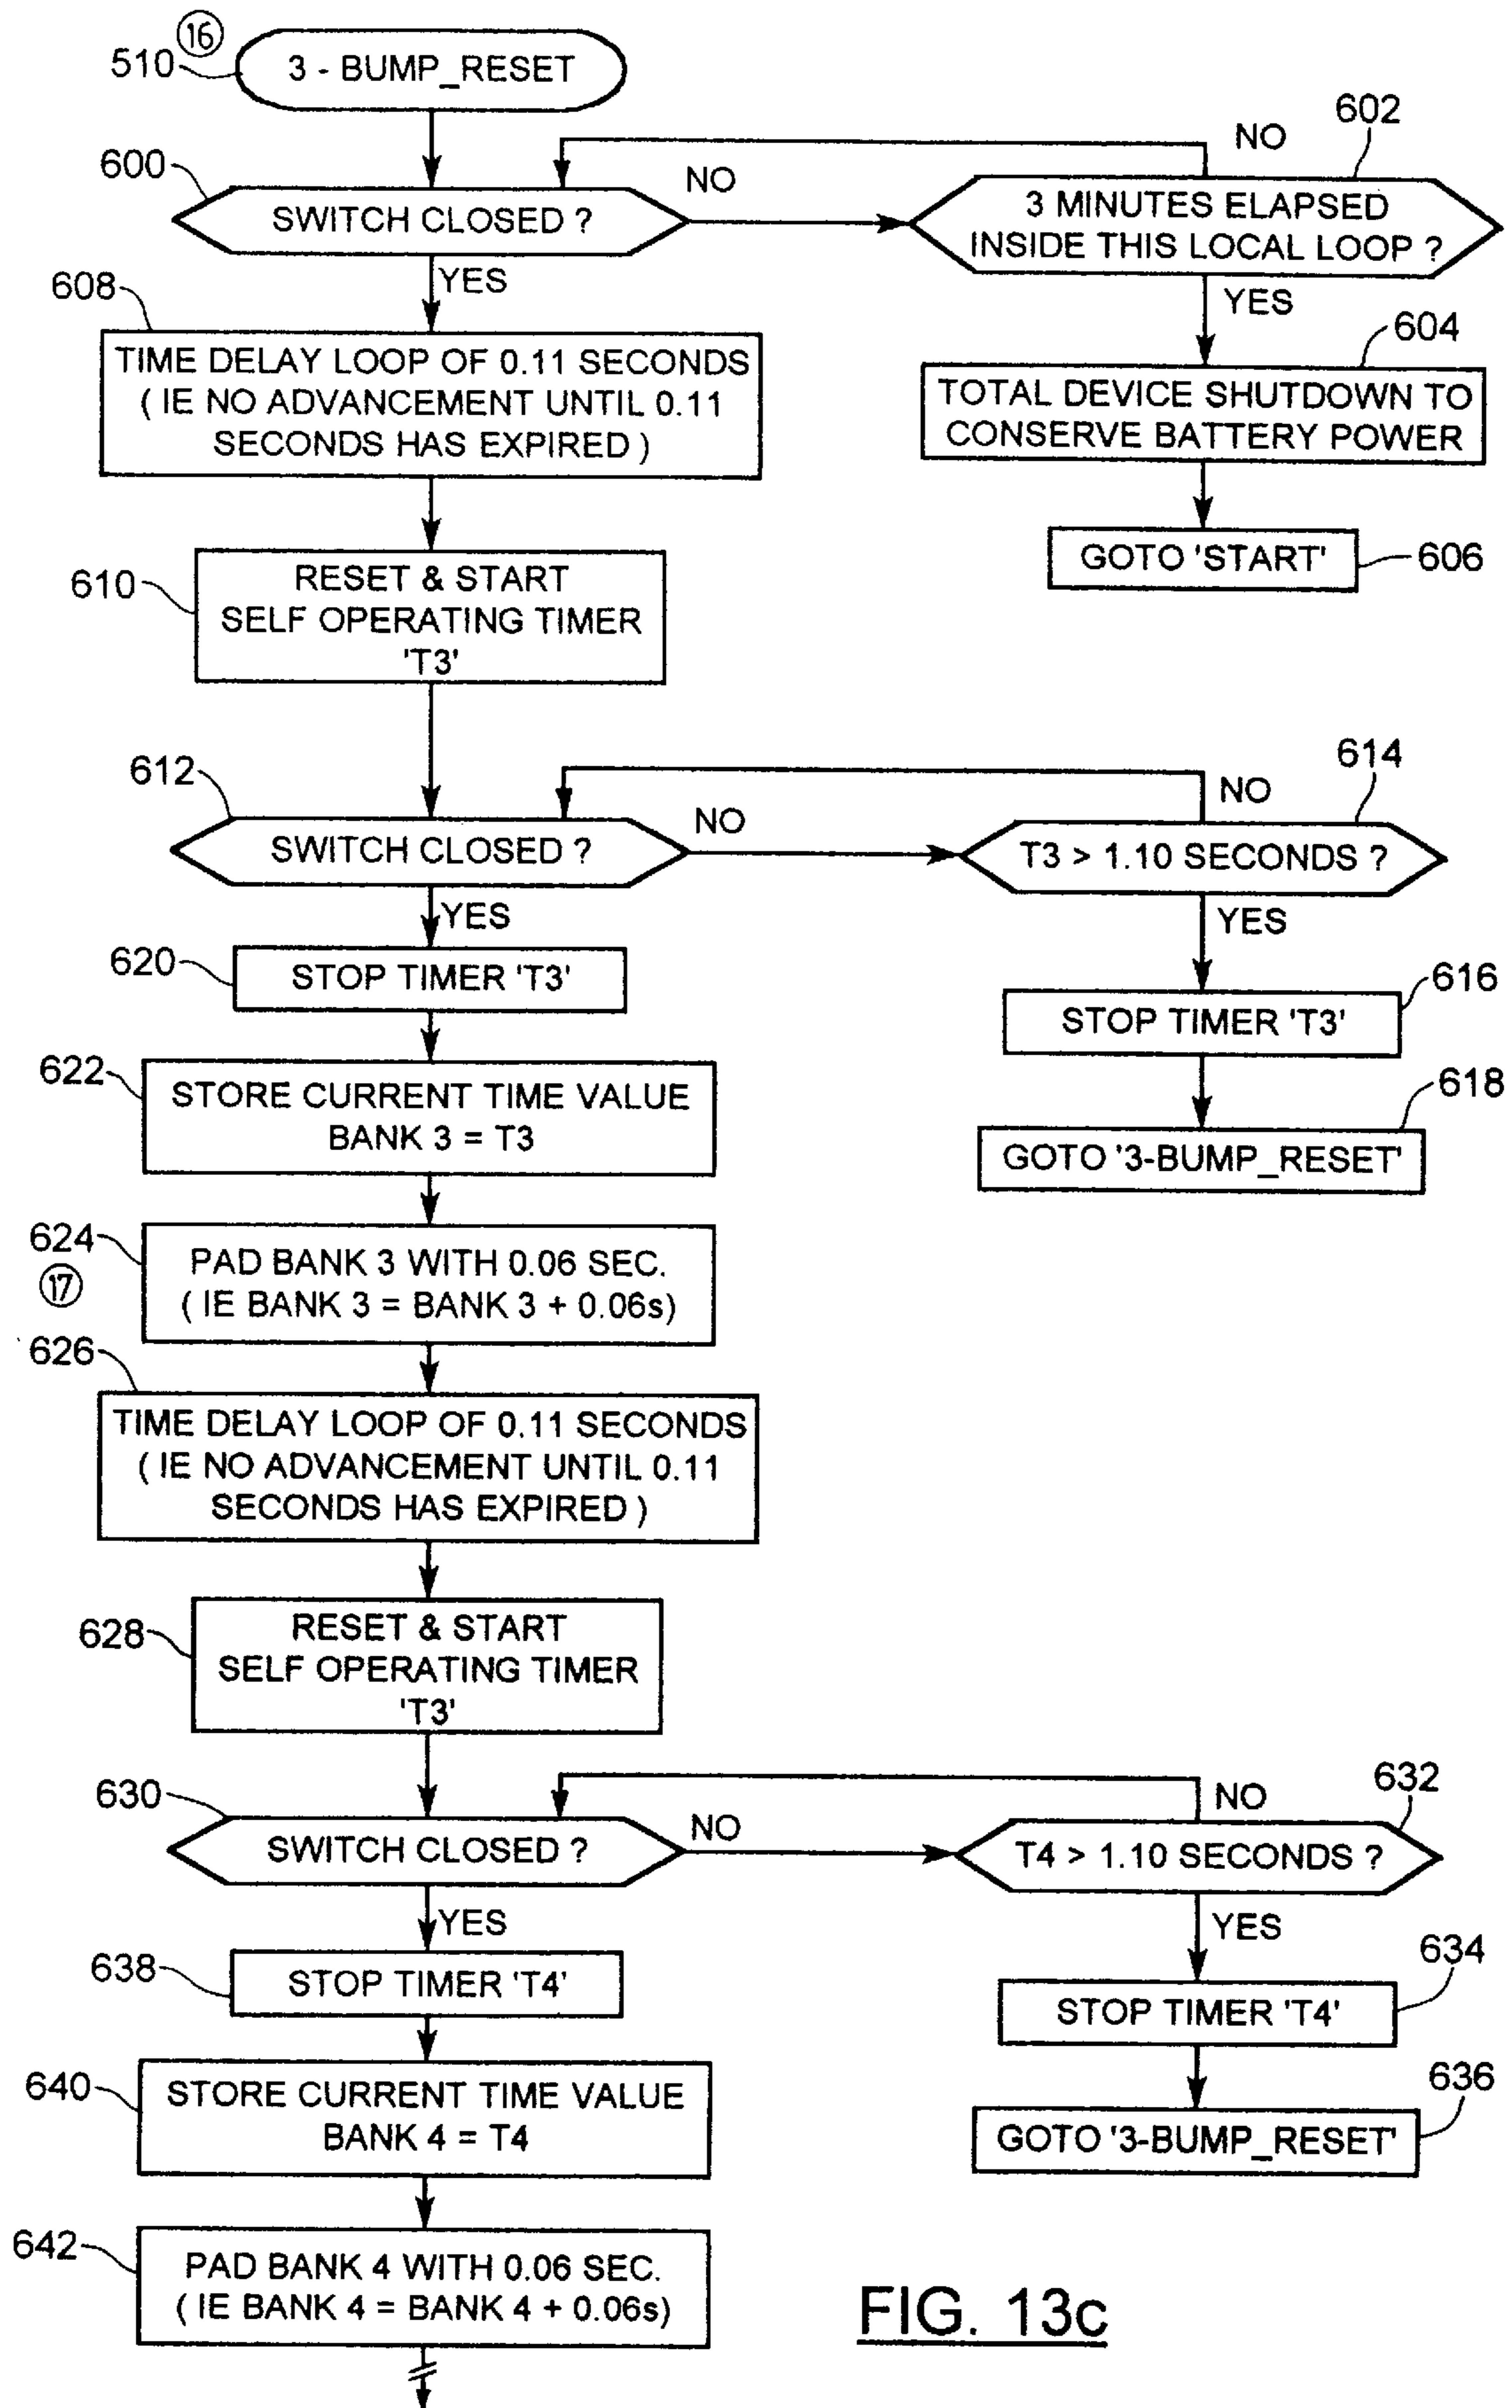 16
510
3 - BUMP_RESET
602
NO
600
SWITCH CLOSED ?
NO
3 MINUTES ELAPSED
INSIDE THIS LOCAL LOOP ?
YES
YES
608
TIME DELAY LOOP OF 0.11 SECONDS
( IE NO ADVANCEMENT UNTIL 0.11
SECONDS HAS EXPIRED )
604
TOTAL DEVICE SHUTDOWN TO
CONSERVE BATTERY POWER
GOTO 'START'
606
610
RESET & START
SELF OPERATING TIMER
'T3'
612
SWITCH CLOSED ?
NO
614
NO
T3 > 1.10 SECONDS ?
YES
YES
620
STOP TIMER 'T3'
616
STOP TIMER 'T3'
622
STORE CURRENT TIME VALUE
BANK 3 = T3
618
GOTO '3-BUMP_RESET'
624
17
PAD BANK 3 WITH 0.06 SEC.
( IE BANK 3 = BANK 3 + 0.06s)
626
TIME DELAY LOOP OF 0.11 SECONDS
( IE NO ADVANCEMENT UNTIL 0.11
SECONDS HAS EXPIRED )
628
RESET & START
SELF OPERATING TIMER
'T3'
630
SWITCH CLOSED ?
NO
632
NO
T4 > 1.10 SECONDS ?
YES
YES
638
STOP TIMER 'T4'
634
STOP TIMER 'T4'
640
STORE CURRENT TIME VALUE
BANK 4 = T4
636
GOTO '3-BUMP_RESET'
642
PAD BANK 4 WITH 0.06 SEC.
( IE BANK 4 = BANK 4 + 0.06s)
FIG. 13c